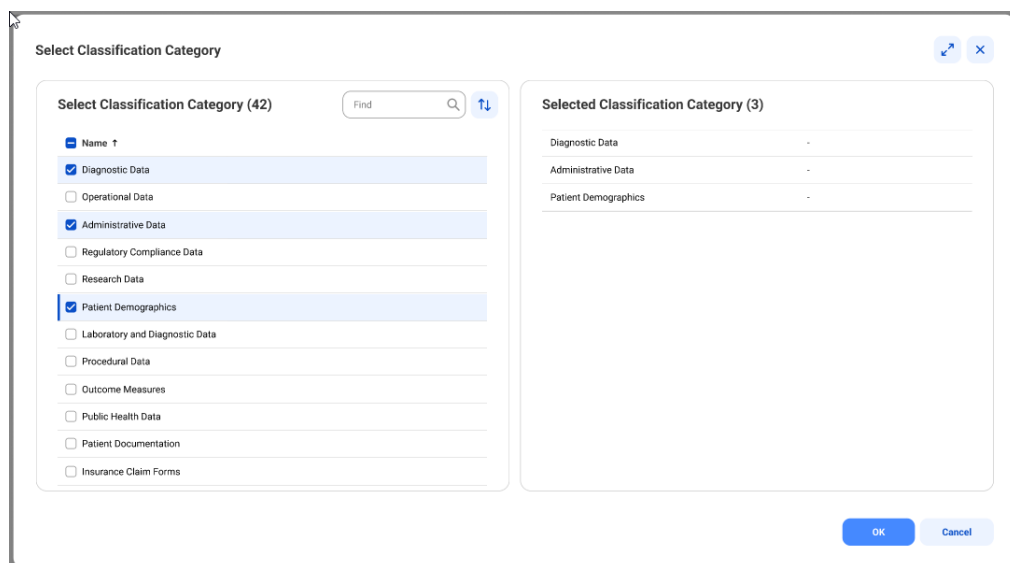 Select Classification Category
Select Classification Category (42)
Find
Name ↑
Diagnostic Data
Operational Data
Administrative Data
Regulatory Compliance Data
Research Data
Patient Demographics
Laboratory and Diagnostic Data
Procedural Data
Outcome Measures
Public Health Data
Patient Documentation
Insurance Claim Forms
Selected Classification Category (3)
Diagnostic Data -
Administrative Data -
Patient Demographics -
OK Cancel